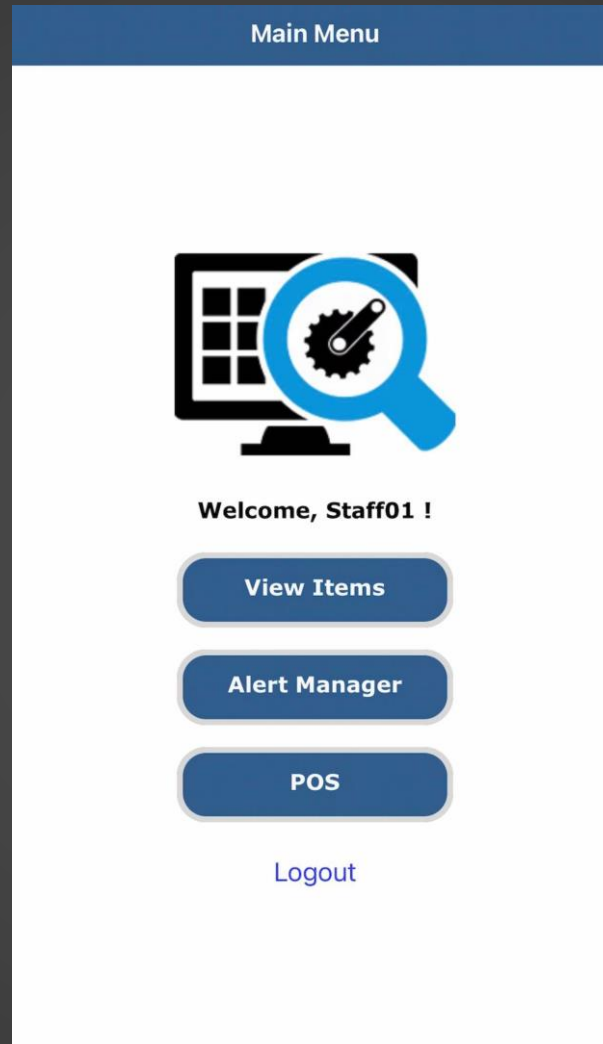 Main Menu
Welcome, Staff01 !
View Items
Alert Manager
POS
Logout